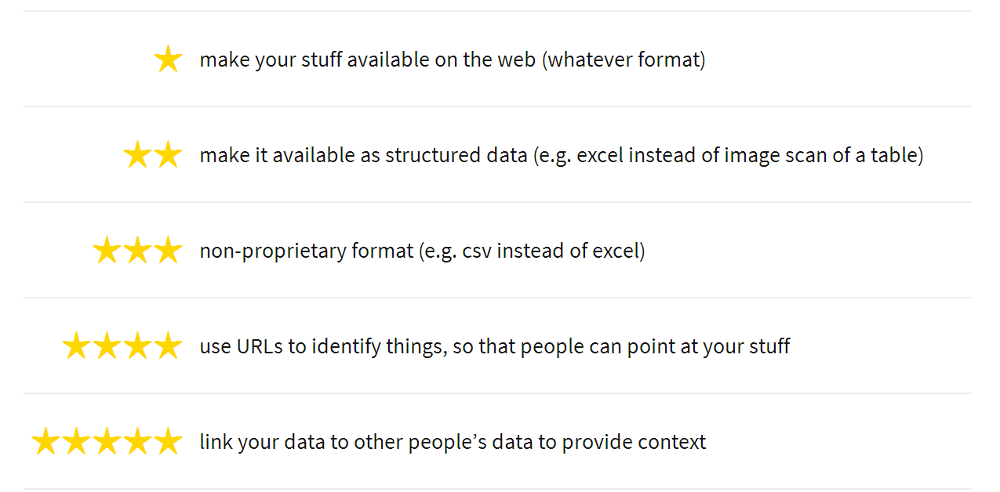 make your stuff available on the web (whatever format)
make it available as structured data (e.g. excel instead of image scan of a table)
non-proprietary format (e.g. csv instead of excel)
use URLs to identify things, so that people can point at your stuff
link your data to other people’s data to provide context